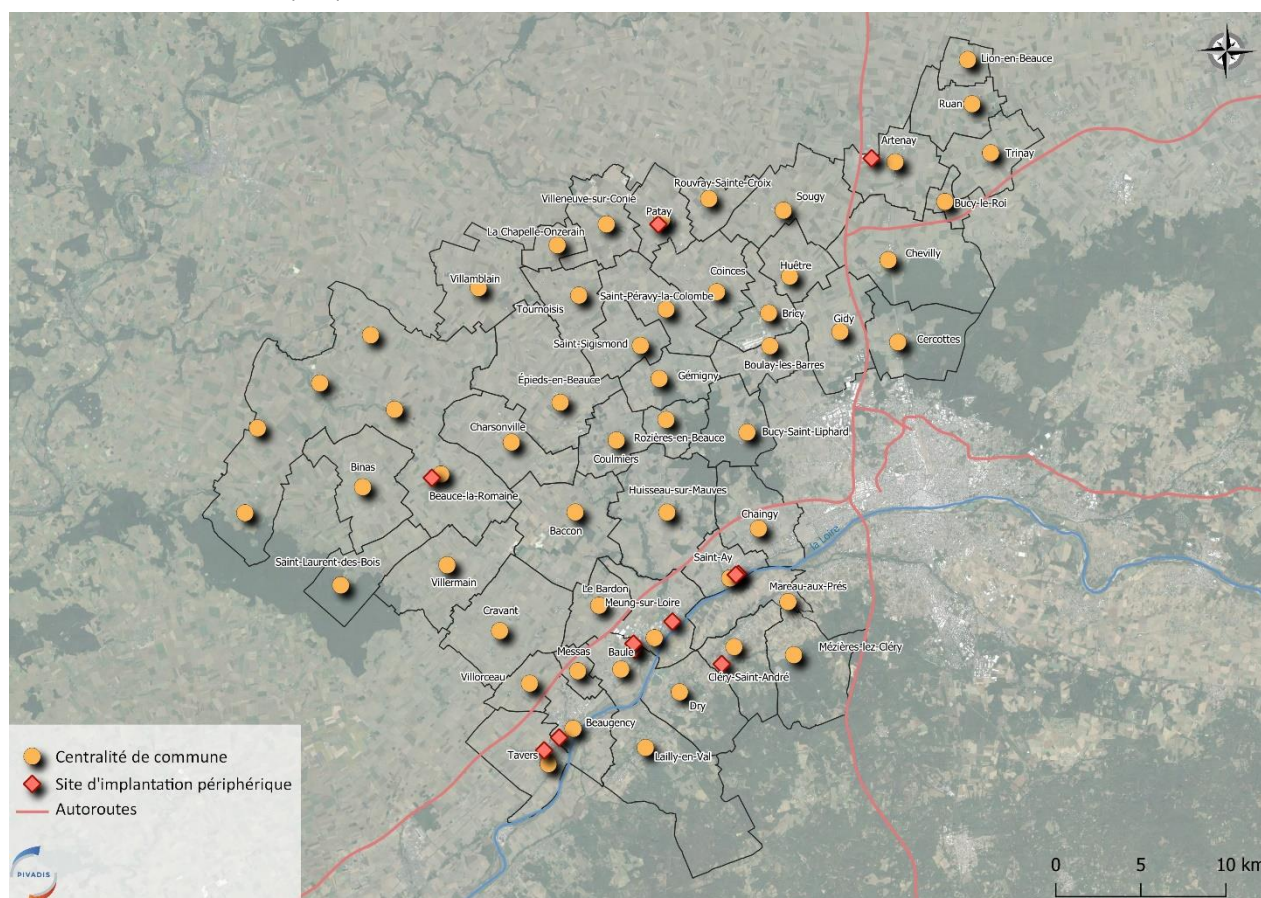 Lion-en-Beauce
Ruan
Artenay
Trinay
Rouvray-Sainte-Croix
Villeneuve-sur-Conie
Patay
Sougy
Bucy-le-Roi
La Chapelle-Onzerain
Chevilly
Coinces
Huêtre
Villamblain
Tournoisis
Saint-Péravy-la-Colombe
Bricy
Gidy
Cercottes
Saint-Sigismond
Boulay-les-Barres
Gémigny
Épieds-en-Beauce
Charsonville
Rozières-en-Beauce
Bucy-Saint-Liphard
Coulmiers
Binas
Beauce-la-Romaine
Huisseau-sur-Mauves
Baccon
Chaingy
la Loire
Saint-Ay
Saint-Laurent-des-Bois
Villermain
Le Bardon
Mareau-aux-Prés
Meung-sur-Loire
Cravant
Messas
Baule
Mézières-lez-Cléry
Villorceau
Cléry-Saint-André
Dry
Beaugency
Tavers
Lailly-en-Val
Centralité de commune
Site d'implantation périphérique
Autoroutes
PIVADIS
0 5 10 km